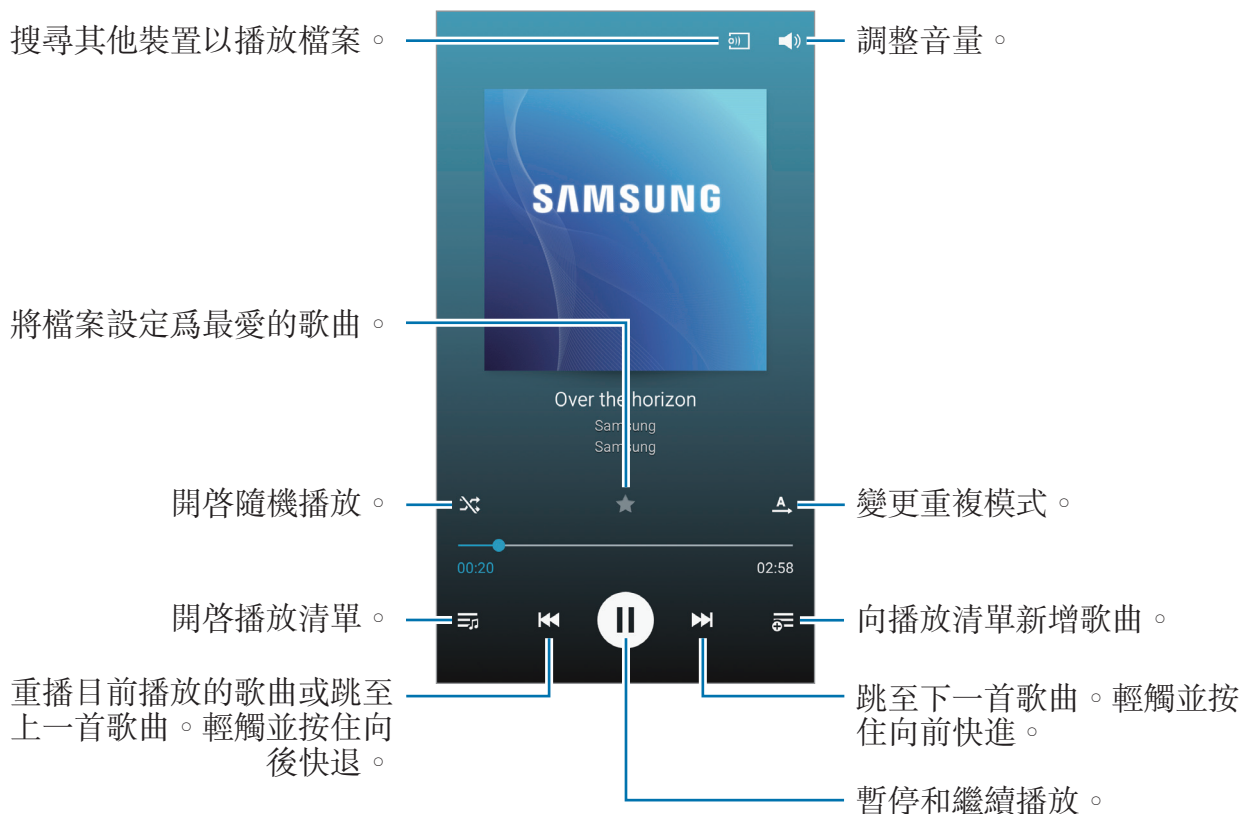 搜尋其他裝置以播放檔案。
調整音量。
SAMSUNG
將檔案設定爲最愛的歌曲。
Over the horizon
Samsung
Samsung
開啓隨機播放。
A
變更重複模式。
00:20
02:58
開啓播放清單。
向播放清單新增歌曲。
重播目前播放的歌曲或跳至
上一首歌曲。輕觸並按住向
後快退。
跳至下一首歌曲。輕觸並按
住向前快進。
暫停和繼續播放。